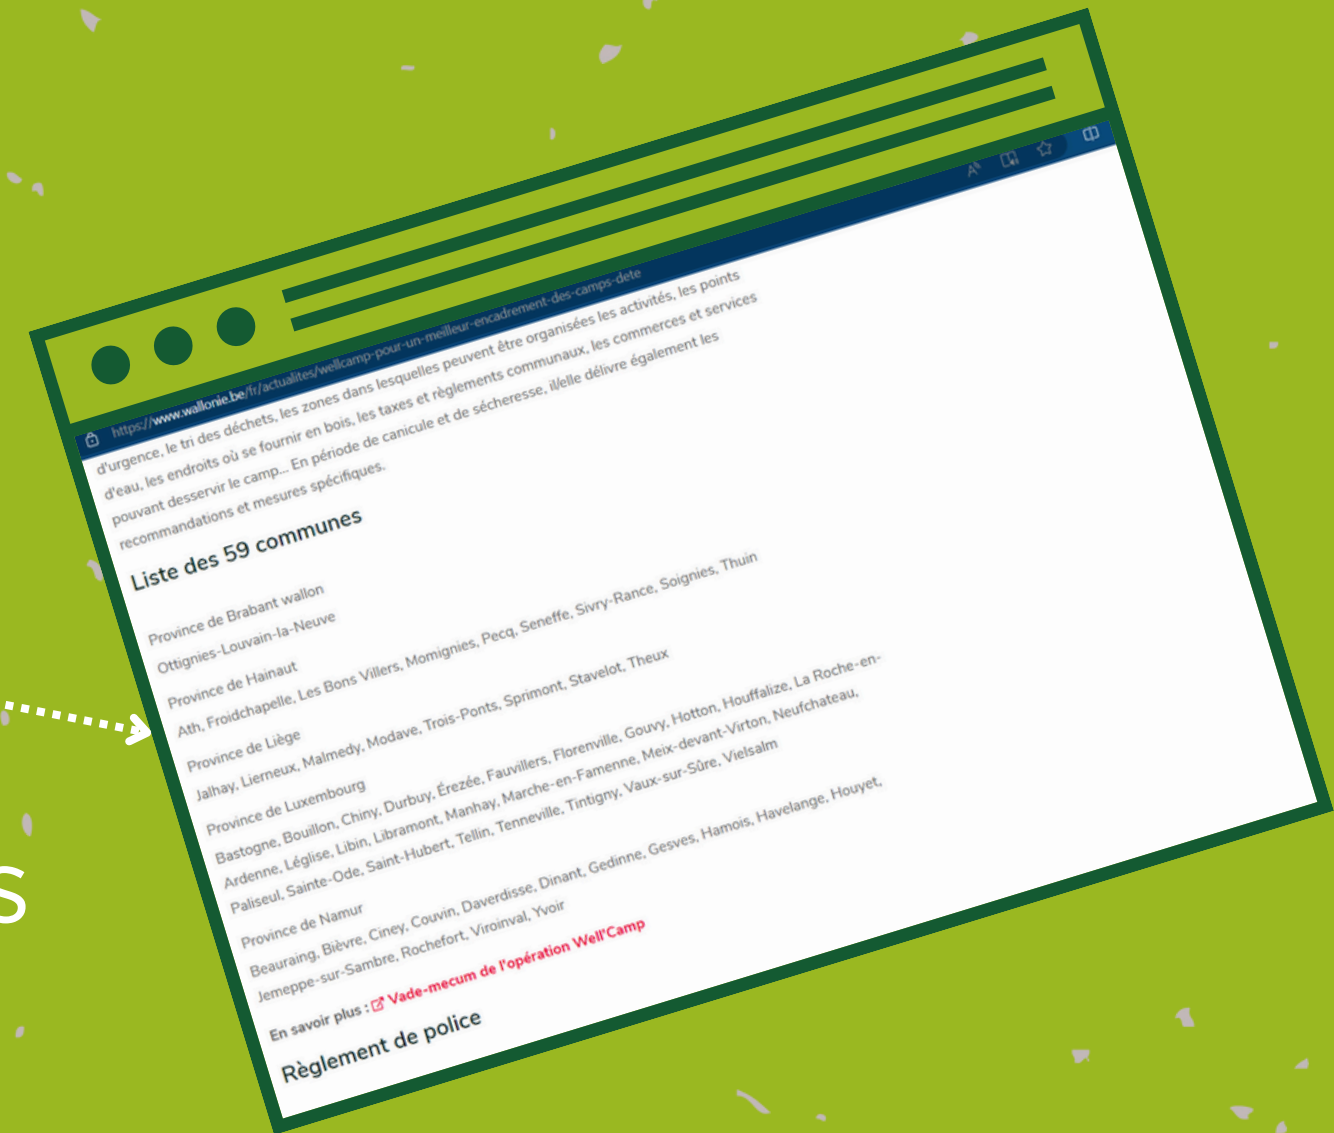 https://www.wallonie.be/fr/actualites/wellcamp-pour-un-meilleur-encadrement-des-camps-dete
d'urgence, le tri des déchets, les zones dans lesquelles peuvent être organisées les activités, les points
d'eau, les endroits où se fournir en bois, les taxes et règlements communaux, les commerces et services
pouvant desservir le camp... En période de canicule et de sécheresse, il/elle délivre également les
recommandations et mesures spécifiques.
Liste des 59 communes
Province de Brabant wallon
Ottignies-Louvain-la-Neuve
Province de Hainaut
Ath, Froidchapelle, Les Bons Villers, Momignies, Pecq, Seneffe, Sivry-Rance, Soignies, Thuin
Province de Liège
Jalhay, Lierneux, Malmedy, Modave, Trois-Ponts, Sprimont, Stavelot, Theux
Province de Luxembourg
Bastogne, Bouillon, Chiny, Durbuy, Érezée, Fauvillers, Florenville, Gouvy, Hotton, Houffalize, La Roche-en-
Ardenne, Léglise, Libin, Libramont, Manhay, Marche-en-Famenne, Meix-devant-Virton, Neufchateau,
Paliseul, Sainte-Ode, Saint-Hubert, Tellin, Tenneville, Tintigny, Vaux-sur-Sûre, Vielsalm
Province de Namur
Beauraing, Bièvre, Ciney, Couvin, Daverdisse, Dinant, Gedinne, Gesves, Hamois, Havelange, Houyet,
Jemeppe-sur-Sambre, Rochefort, Viroinval, Yvoir
s
En savoir plus : Vade-mecum de l'opération Well'Camp
Règlement de police